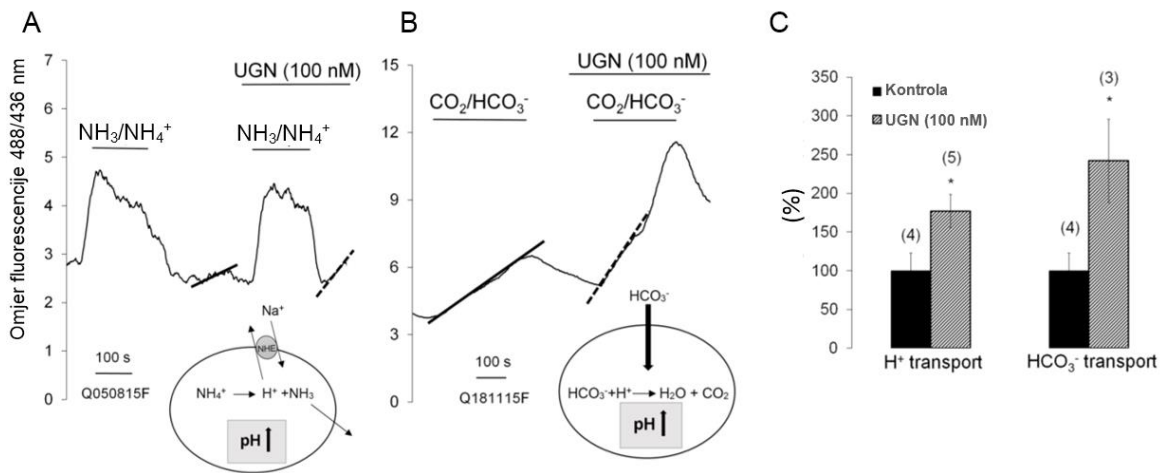 A
Omjer fluorescencije 488/436 nm
7
6
5
4
3
2
1
0
UGN (100 nM)
NH₃/NH₄⁺
NH₃/NH₄⁺
100 s
Q050815F
Na⁺
NHE
NH₄⁺ → H⁺ +NH₃
pH ↑
B
15
12
9
6
3
0
UGN (100 nM)
CO₂/HCO₃⁻
CO₂/HCO₃⁻
100 s
Q181115F
HCO₃⁻
HCO₃⁻+H⁺ → H₂O + CO₂
pH ↑
C
(%)
350
300
250
200
150
100
50
0
Kontrola
UGN (100 nM)
(4)
(5)
*
(4)
(3)
*
H⁺ transport
HCO₃⁻ transport